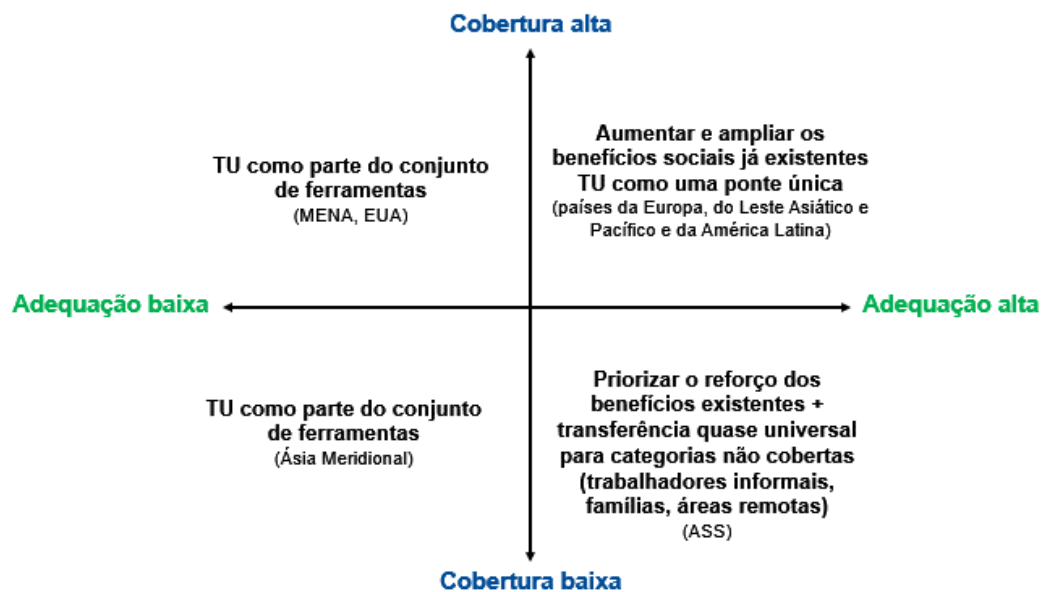 Cobertura alta
TU como parte do conjunto
de ferramentas
(MENA, EUA)
Aumentar e ampliar os
benefícios sociais já existentes
TU como uma ponte única
(países da Europa, do Leste Asiático e
Pacífico e da América Latina)
Adequação baixa
Adequação alta
TU como parte do conjunto
de ferramentas
(Ásia Meridional)
Priorizar o reforço dos
benefícios existentes +
transferência quase universal
para categorias não cobertas
(trabalhadores informais,
famílias, áreas remotas)
(ASS)
Cobertura baixa